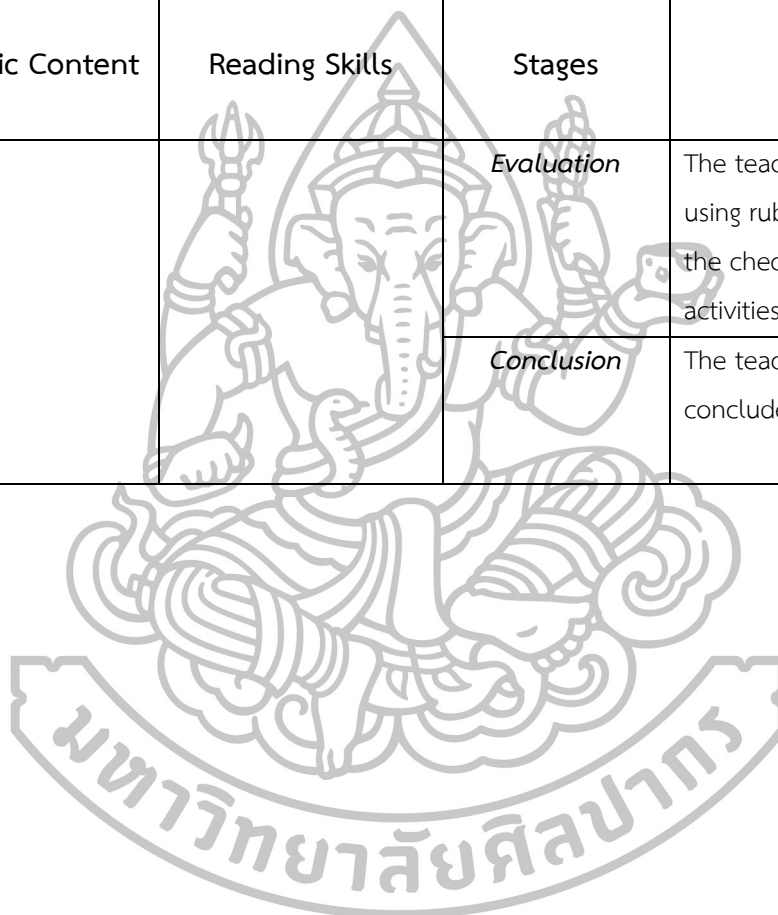 ic Content Reading Skills Stages
Evaluation The teac
using rub
the chec
activities
Conclusion The teac
conclude
มหาวิทยาลัยศิลปากร